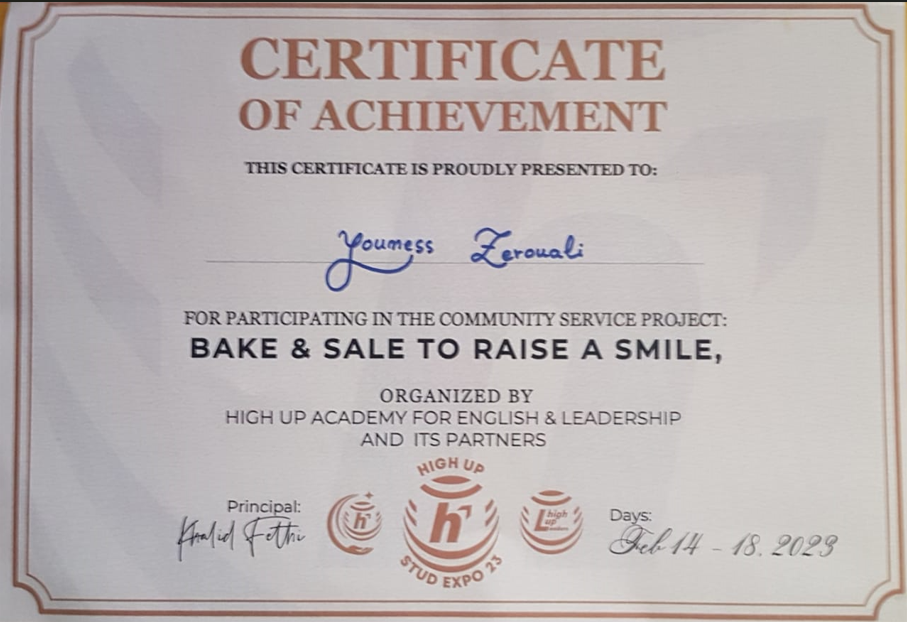 CERTIFICATE
OF ACHIEVEMENT
THIS CERTIFICATE IS PROUDLY PRESENTED TO:
Youness Zerouali
FOR PARTICIPATING IN THE COMMUNITY SERVICE PROJECT:
BAKE & SALE TO RAISE A SMILE,
ORGANIZED BY
HIGH UP ACADEMY FOR ENGLISH & LEADERSHIP
AND ITS PARTNERS
HIGH UP
h
STUD EXPO 23
h
Lhigh
up
Principal:
Khalid Fethi
Days:
Feb 14 - 18, 2023